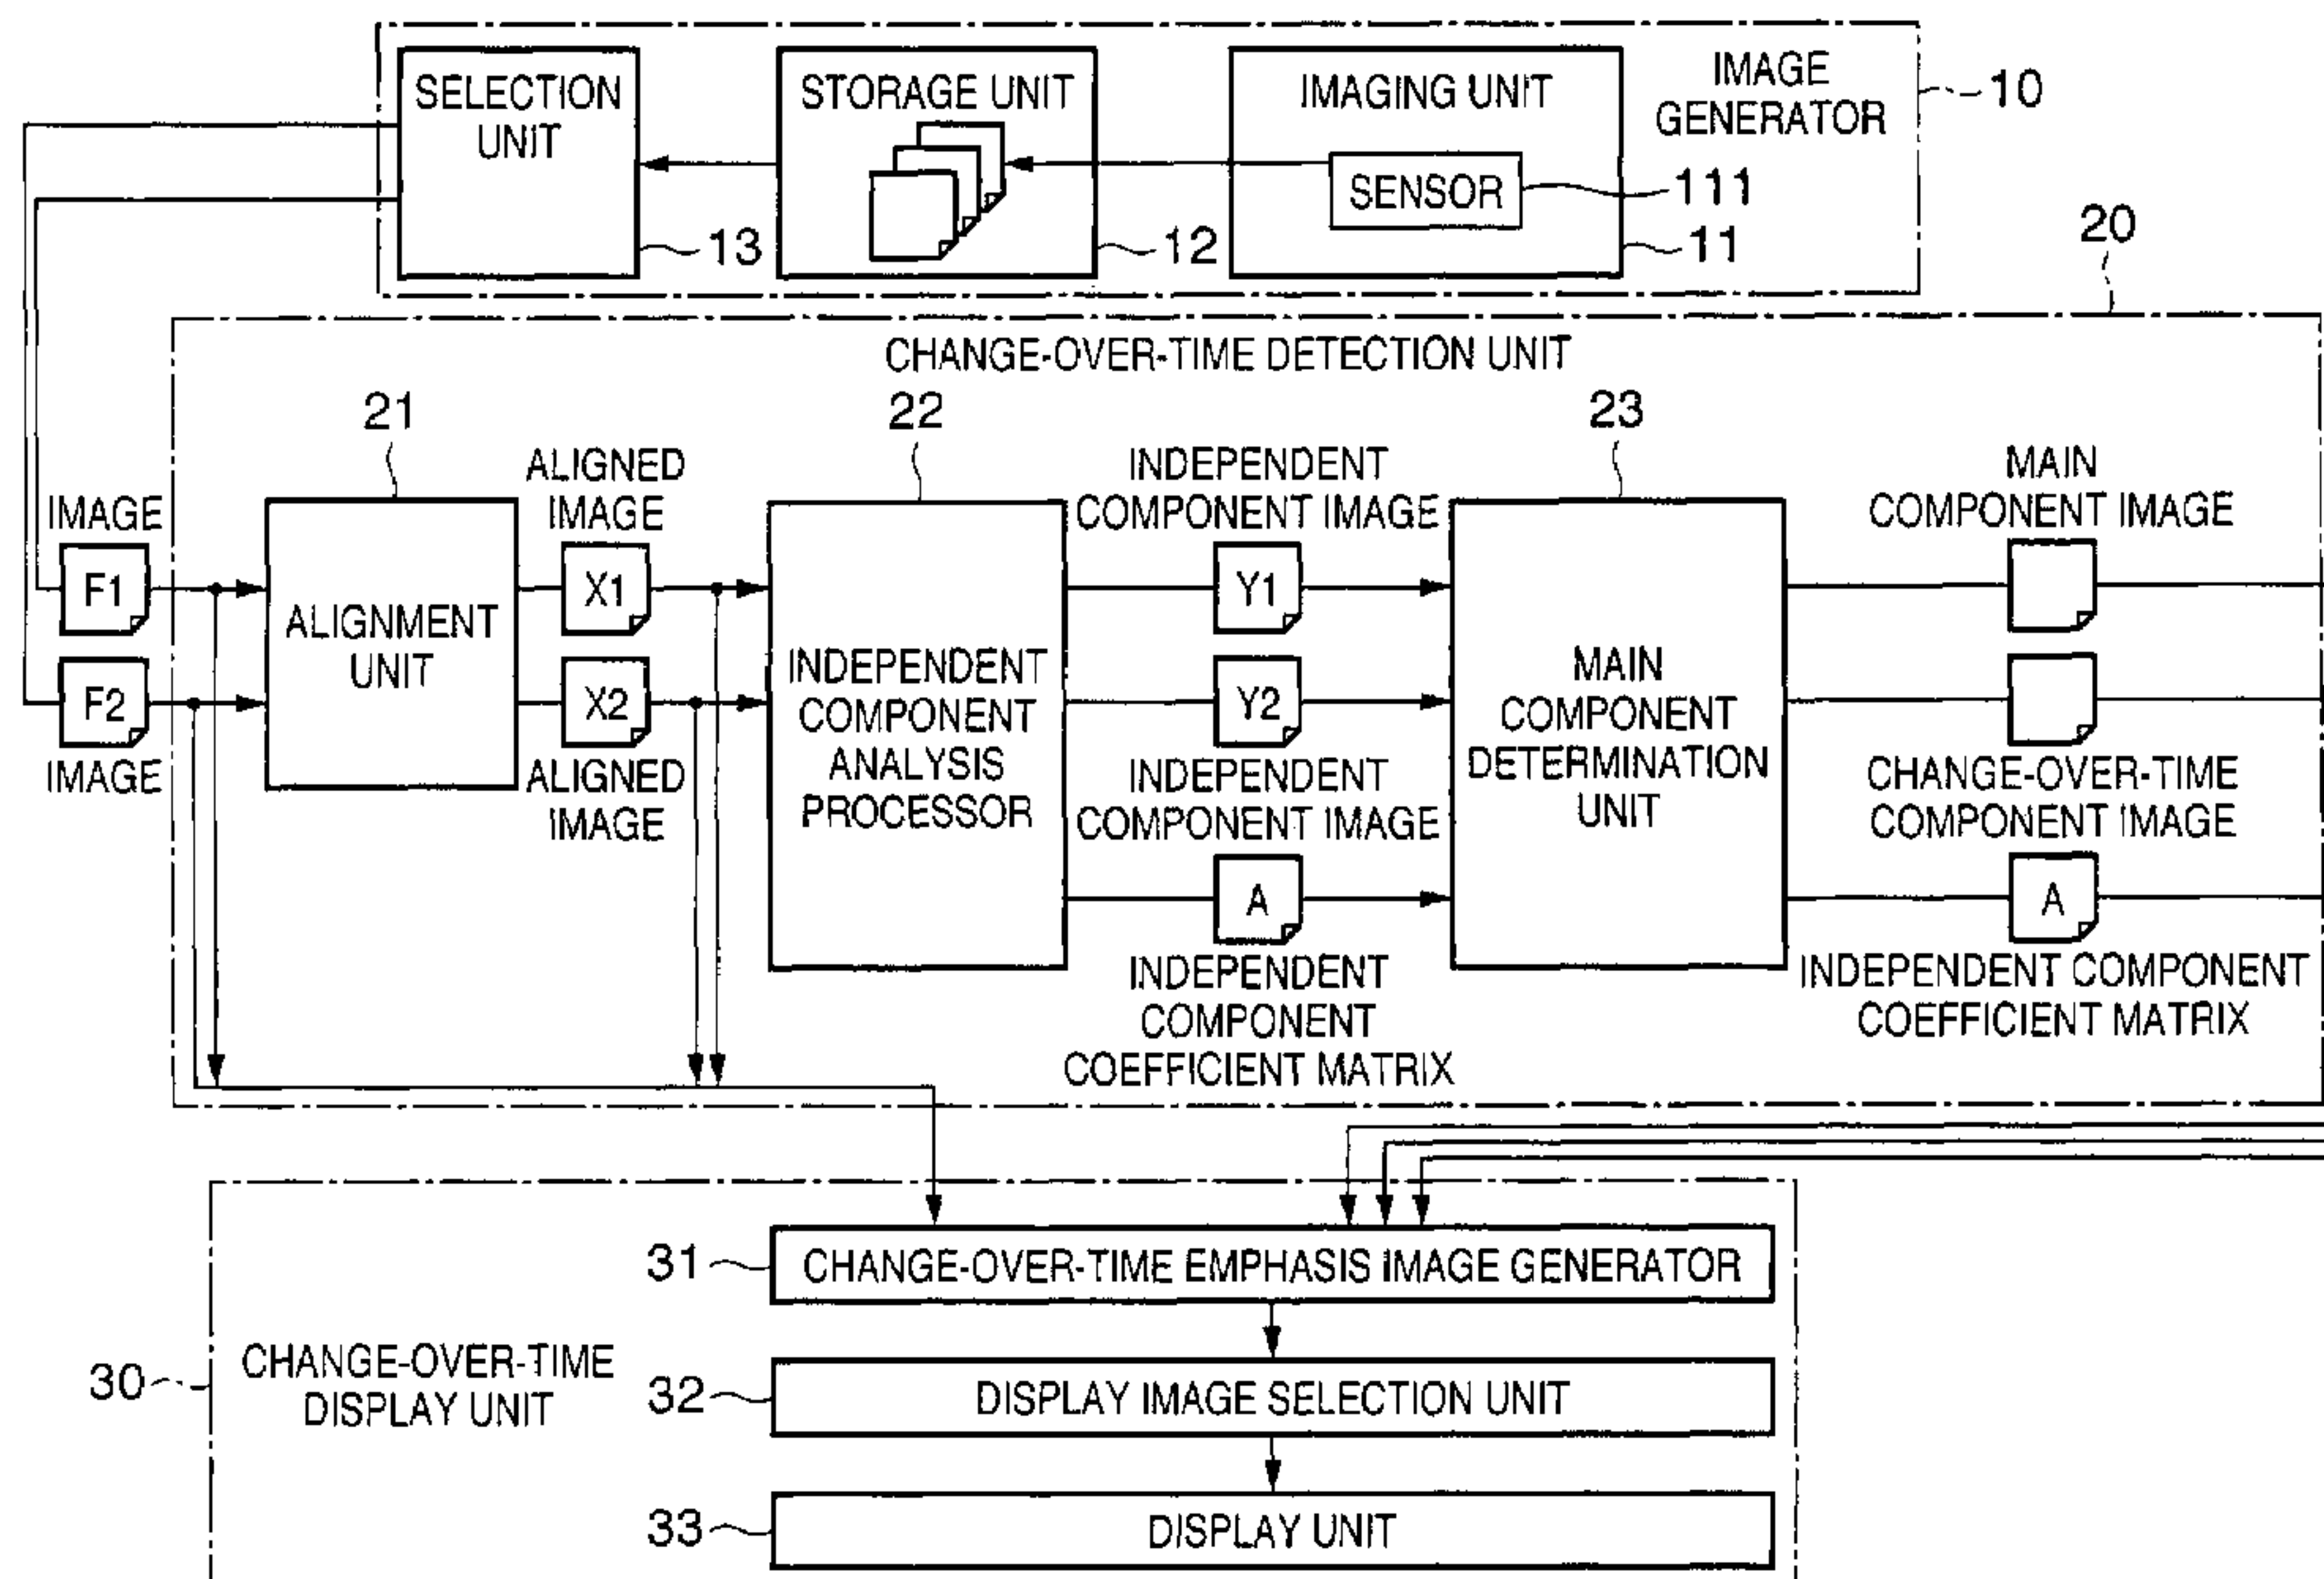 SELECTION
UNIT
13
STORAGE UNIT
12
IMAGING UNIT
SENSOR
111
11
IMAGE
GENERATOR
10
20
CHANGE-OVER-TIME DETECTION UNIT
21
22
23
IMAGE
F1
F2
IMAGE
ALIGNMENT
UNIT
ALIGNED
IMAGE
X1
X2
ALIGNED
IMAGE
INDEPENDENT
COMPONENT
ANALYSIS
PROCESSOR
INDEPENDENT
COMPONENT IMAGE
Y1
Y2
INDEPENDENT
COMPONENT IMAGE
A
INDEPENDENT
COMPONENT
COEFFICIENT MATRIX
MAIN
COMPONENT
DETERMINATION
UNIT
MAIN
COMPONENT IMAGE
CHANGE-OVER-TIME
COMPONENT IMAGE
A
INDEPENDENT COMPONENT
COEFFICIENT MATRIX
30
CHANGE-OVER-TIME
DISPLAY UNIT
31
CHANGE-OVER-TIME EMPHASIS IMAGE GENERATOR
32
DISPLAY IMAGE SELECTION UNIT
33
DISPLAY UNIT